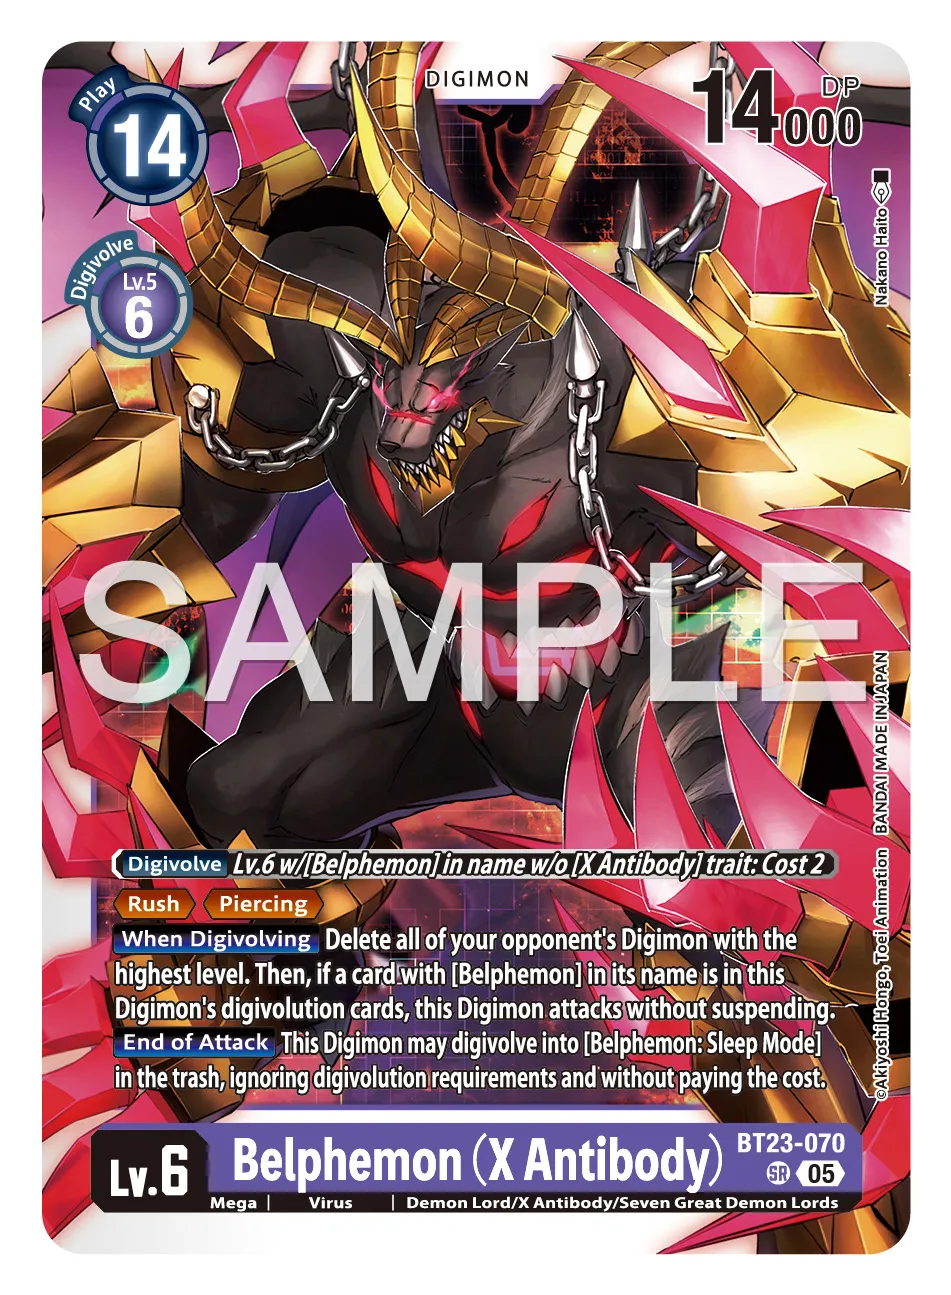 DIGIMON
Play
14
14000 DP
Digivolve
Lv.5
6
Nakano Haito
SAMPLE
BANDAI MADE IN JAPAN
©Akiyoshi Hongo, Toei Animation
Digivolve Lv.6 w/[Belphemon] in name w/o [X Antibody] trait: Cost 2
Rush Piercing
When Digivolving Delete all of your opponent's Digimon with the
highest level. Then, if a card with [Belphemon] in its name is in this
Digimon's digivolution cards, this Digimon attacks without suspending.
End of Attack This Digimon may digivolve into [Belphemon: Sleep Mode]
in the trash, ignoring digivolution requirements and without paying the cost.
Lv.6
Belphemon (X Antibody)
BT23-070
SR 05
Mega | Virus | Demon Lord/X Antibody/Seven Great Demon Lords